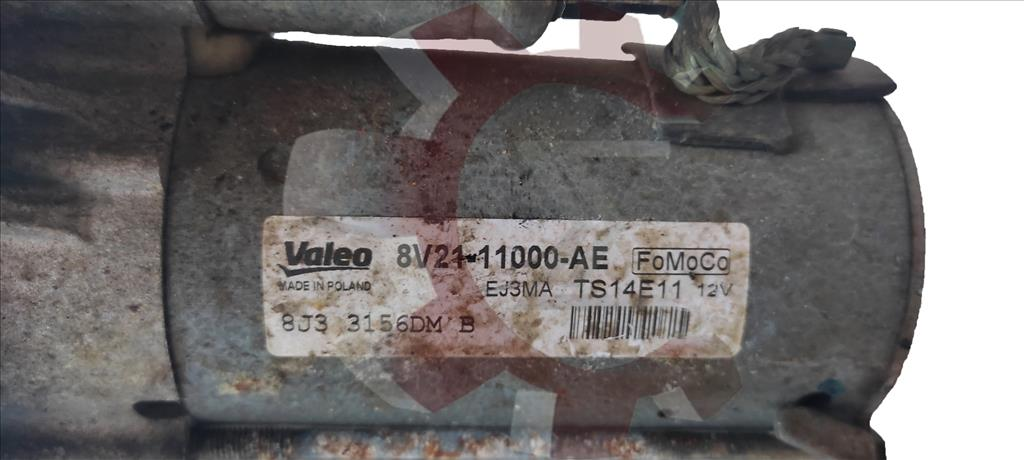 Valeo 8V21-11000-AE FoMoCo
MADE IN POLAND EJ3MA TS14E11 12V
8J3 3156DM B